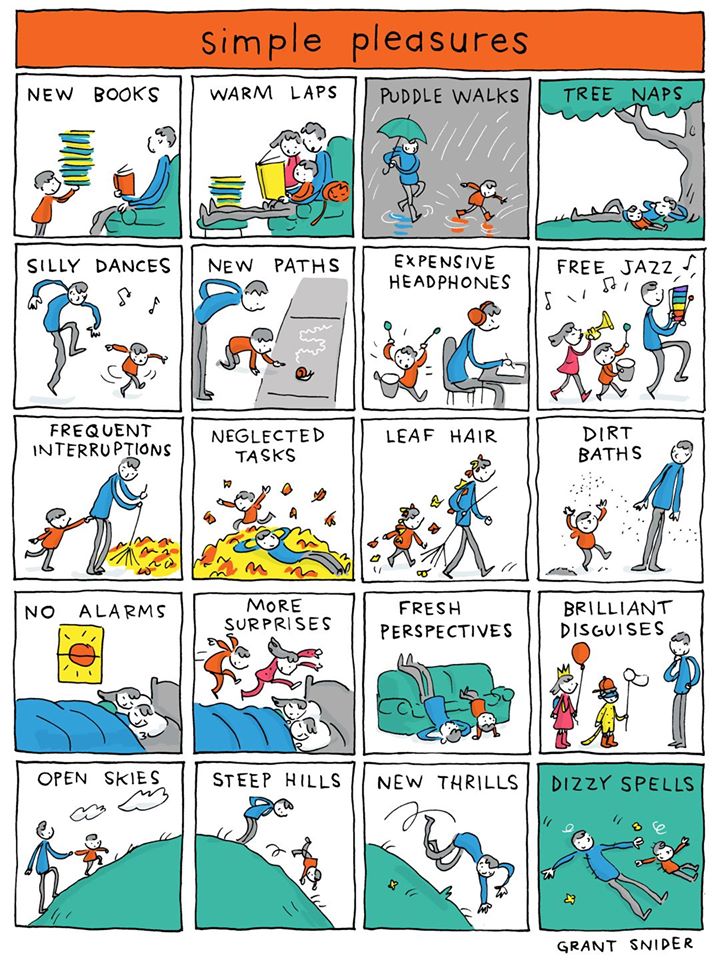 simple pleasures
NEW BOOKS
WARM LAPS
PUDDLE WALKS
TREE NAPS
SILLY DANCES
NEW PATHS
EXPENSIVE
HEADPHONES
FREE JAZZ
FREQUENT
INTERRUPTIONS
NEGLECTED
TASKS
LEAF HAIR
DIRT
BATHS
NO ALARMS
MORE
SURPRISES
FRESH
PERSPECTIVES
BRILLIANT
DISGUISES
OPEN SKIES
STEEP HILLS
NEW THRILLS
DIZZY SPELLS
GRANT SNIDER